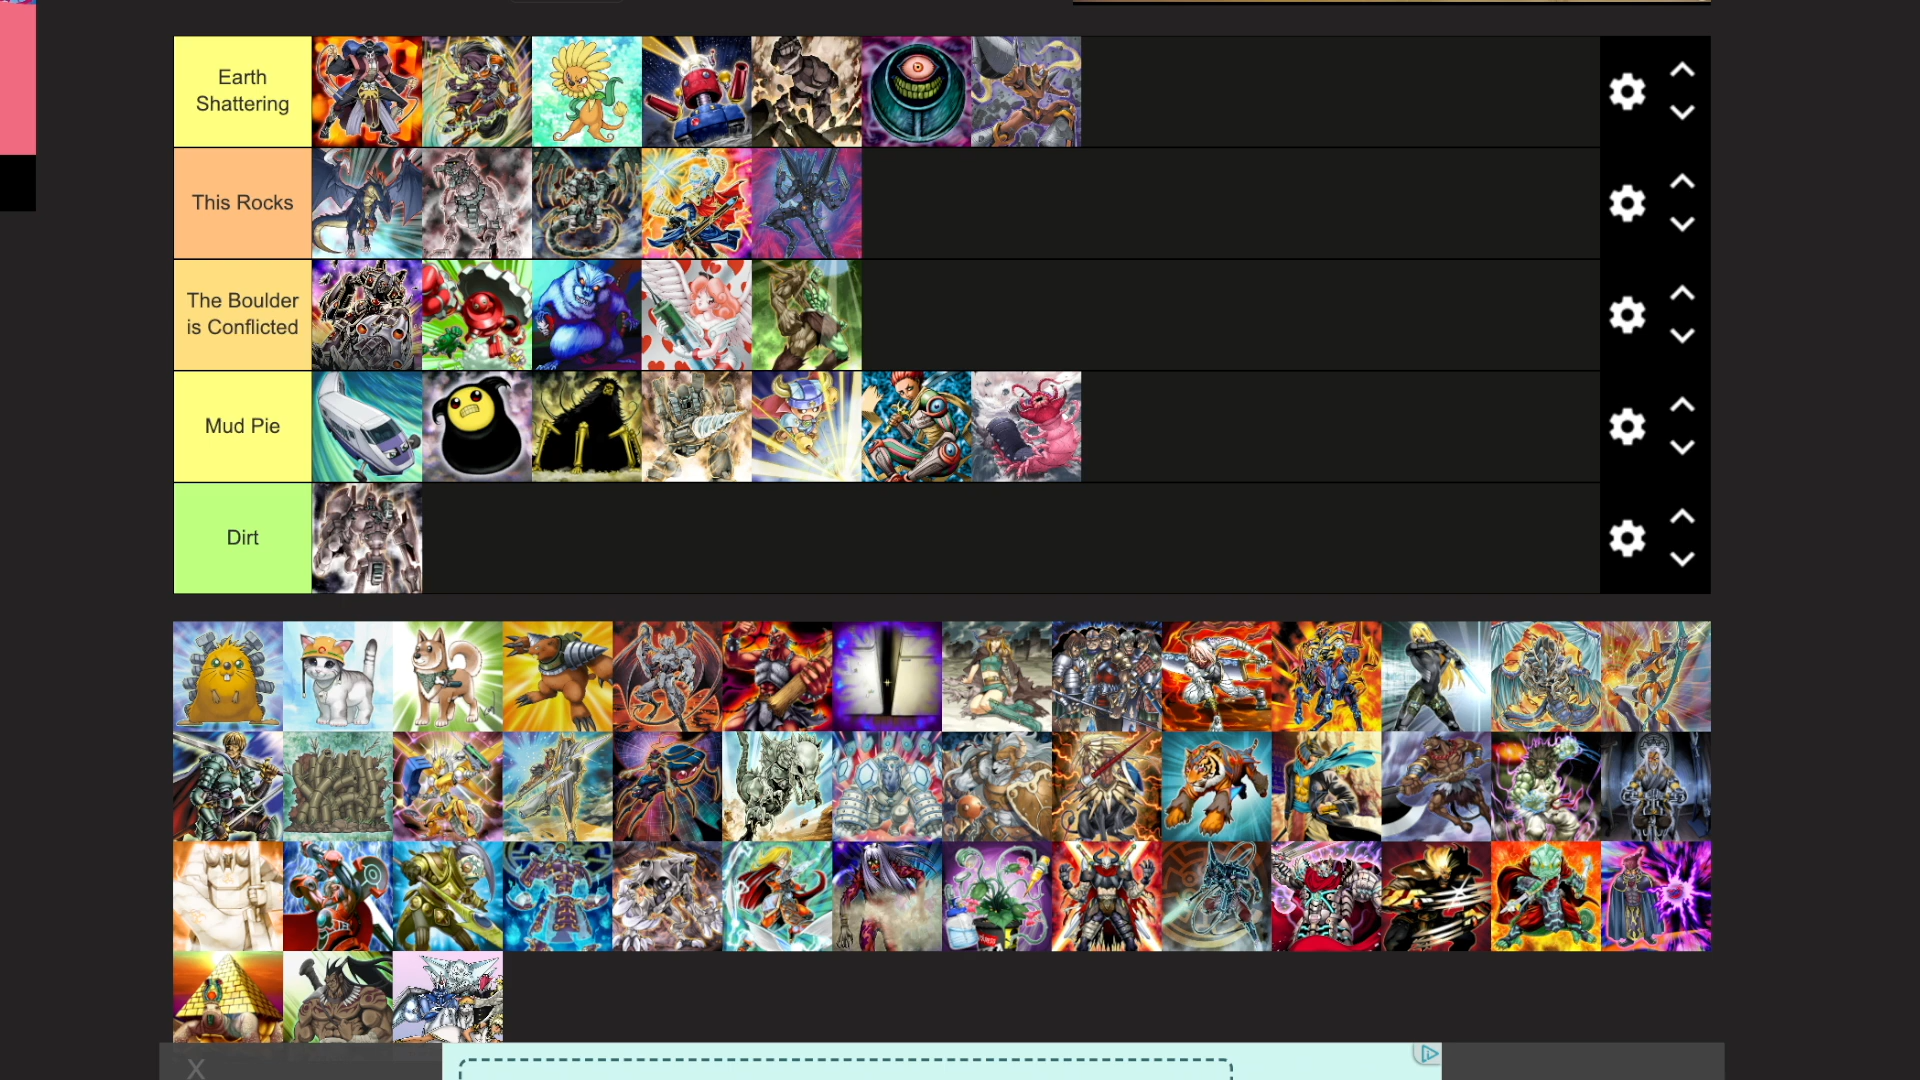 Earth
Shattering
This Rocks
The Boulder
is Conflicted
Mud Pie
Dirt
X